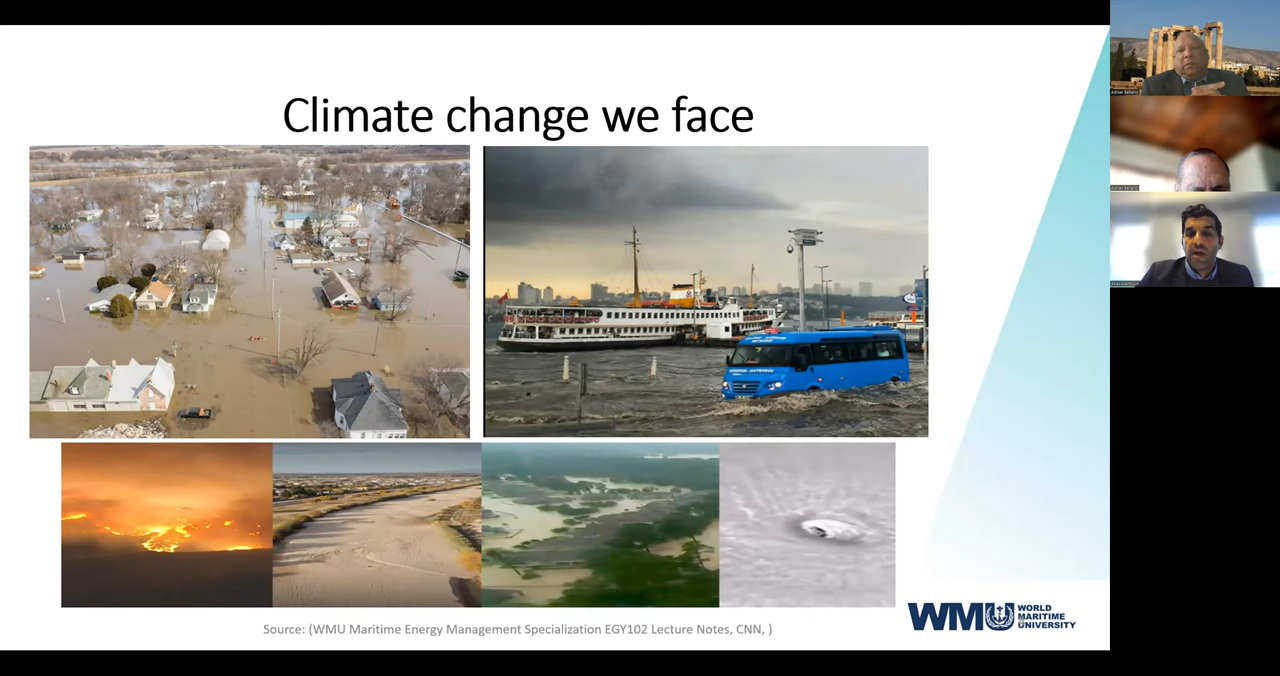 Climate change we face
Source: (WMU Maritime Energy Management Specialization EGY102 Lecture Notes, CNN, )
WMU
WORLD
MARITIME
UNIVERSITY